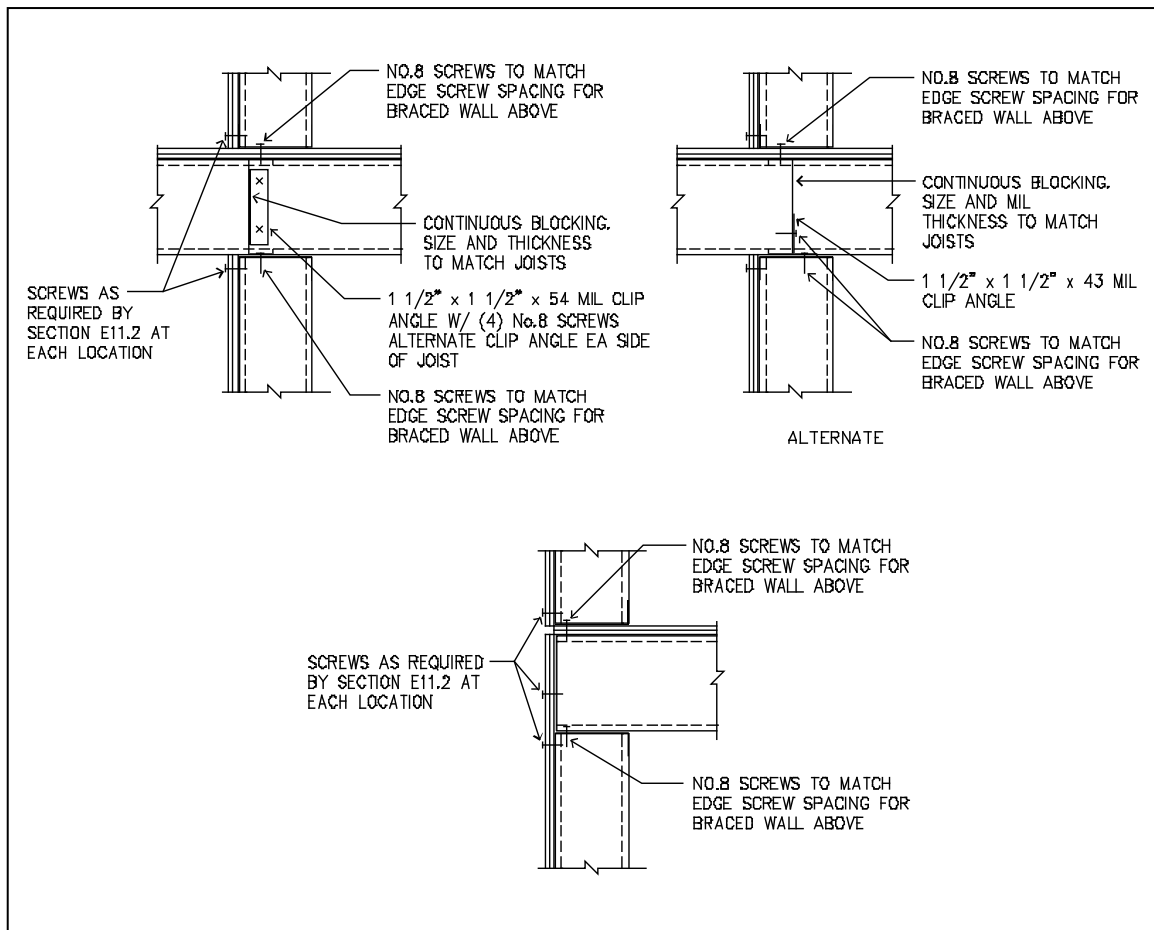 NO.8 SCREWS TO MATCH
EDGE SCREW SPACING FOR
BRACED WALL ABOVE
CONTINUOUS BLOCKING.
SIZE AND THICKNESS
TO MATCH JOISTS
SCREWS AS
REQUIRED BY
SECTION E11.2 AT
EACH LOCATION
1 1/2" x 1 1/2" x 54 MIL CLIP
ANGLE W/ (4) No.8 SCREWS
ALTERNATE CLIP ANGLE EA SIDE
OF JOIST
NO.8 SCREWS TO MATCH
EDGE SCREW SPACING FOR
BRACED WALL ABOVE
NO.8 SCREWS TO MATCH
EDGE SCREW SPACING FOR
BRACED WALL ABOVE
CONTINUOUS BLOCKING.
SIZE AND MIL
THICKNESS TO MATCH
JOISTS
1 1/2" x 1 1/2" x 43 MIL
CLIP ANGLE
NO.8 SCREWS TO MATCH
EDGE SCREW SPACING FOR
BRACED WALL ABOVE
ALTERNATE
NO.8 SCREWS TO MATCH
EDGE SCREW SPACING FOR
BRACED WALL ABOVE
SCREWS AS REQUIRED
BY SECTION E11.2 AT
EACH LOCATION
NO.8 SCREWS TO MATCH
EDGE SCREW SPACING FOR
BRACED WALL ABOVE